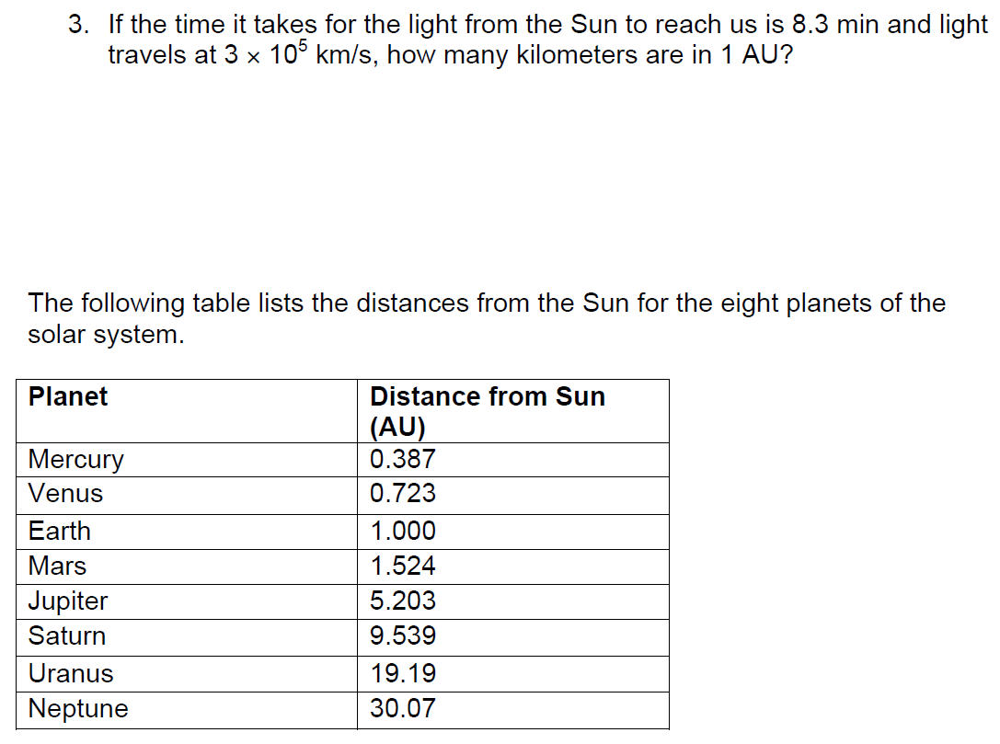 3. If the time it takes for the light from the Sun to reach us is 8.3 min and light
travels at 3 × 10⁵ km/s, how many kilometers are in 1 AU?
The following table lists the distances from the Sun for the eight planets of the
solar system.
Planet Distance from Sun
(AU)
Mercury 0.387
Venus 0.723
Earth 1.000
Mars 1.524
Jupiter 5.203
Saturn 9.539
Uranus 19.19
Neptune 30.07